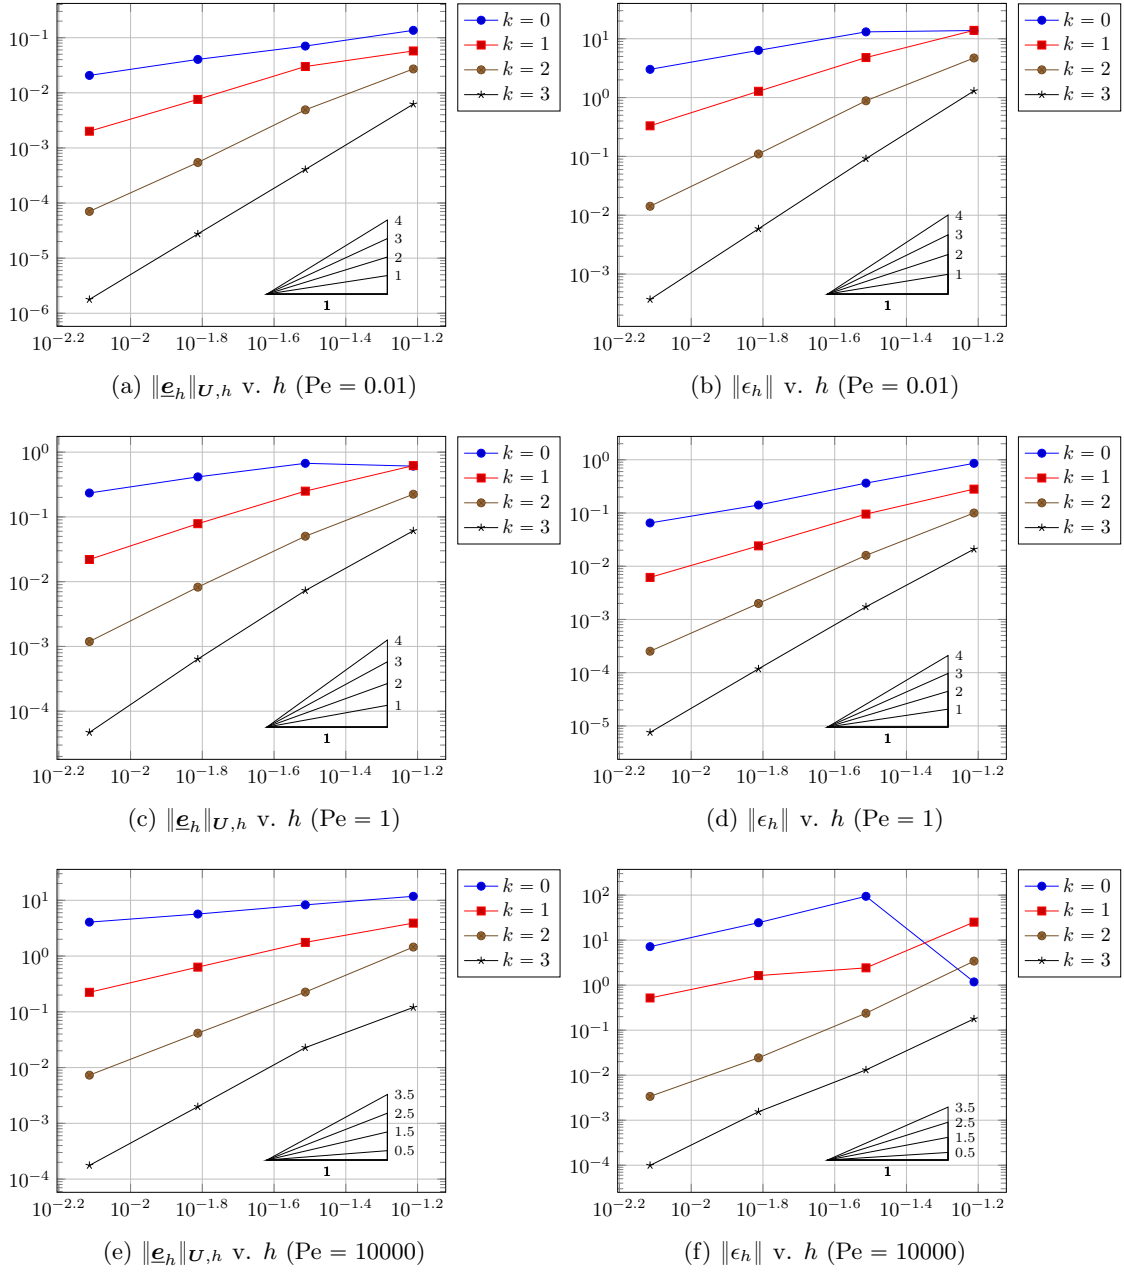 10^{-1}
10^{-2}
10^{-3}
10^{-4}
10^{-5}
10^{-6}
10^{-2.2} 10^{-2} 10^{-1.8} 10^{-1.6} 10^{-1.4} 10^{-1.2}
4
3
2
1
1
k = 0
k = 1
k = 2
k = 3
(a) ‖e_h‖_{U,h} v. h (Pe = 0.01)
10^{1}
10^{0}
10^{-1}
10^{-2}
10^{-3}
10^{-2.2} 10^{-2} 10^{-1.8} 10^{-1.6} 10^{-1.4} 10^{-1.2}
4
3
2
1
1
k = 0
k = 1
k = 2
k = 3
(b) ‖ϵ_h‖ v. h (Pe = 0.01)
10^{0}
10^{-1}
10^{-2}
10^{-3}
10^{-4}
10^{-2.2} 10^{-2} 10^{-1.8} 10^{-1.6} 10^{-1.4} 10^{-1.2}
4
3
2
1
1
k = 0
k = 1
k = 2
k = 3
(c) ‖e_h‖_{U,h} v. h (Pe = 1)
10^{0}
10^{-1}
10^{-2}
10^{-3}
10^{-4}
10^{-5}
10^{-2.2} 10^{-2} 10^{-1.8} 10^{-1.6} 10^{-1.4} 10^{-1.2}
4
3
2
1
1
k = 0
k = 1
k = 2
k = 3
(d) ‖ϵ_h‖ v. h (Pe = 1)
10^{1}
10^{0}
10^{-1}
10^{-2}
10^{-3}
10^{-4}
10^{-2.2} 10^{-2} 10^{-1.8} 10^{-1.6} 10^{-1.4} 10^{-1.2}
3.5
2.5
1.5
0.5
1
k = 0
k = 1
k = 2
k = 3
(e) ‖e_h‖_{U,h} v. h (Pe = 10000)
10^{2}
10^{1}
10^{0}
10^{-1}
10^{-2}
10^{-3}
10^{-4}
10^{-2.2} 10^{-2} 10^{-1.8} 10^{-1.6} 10^{-1.4} 10^{-1.2}
3.5
2.5
1.5
0.5
1
k = 0
k = 1
k = 2
k = 3
(f) ‖ϵ_h‖ v. h (Pe = 10000)